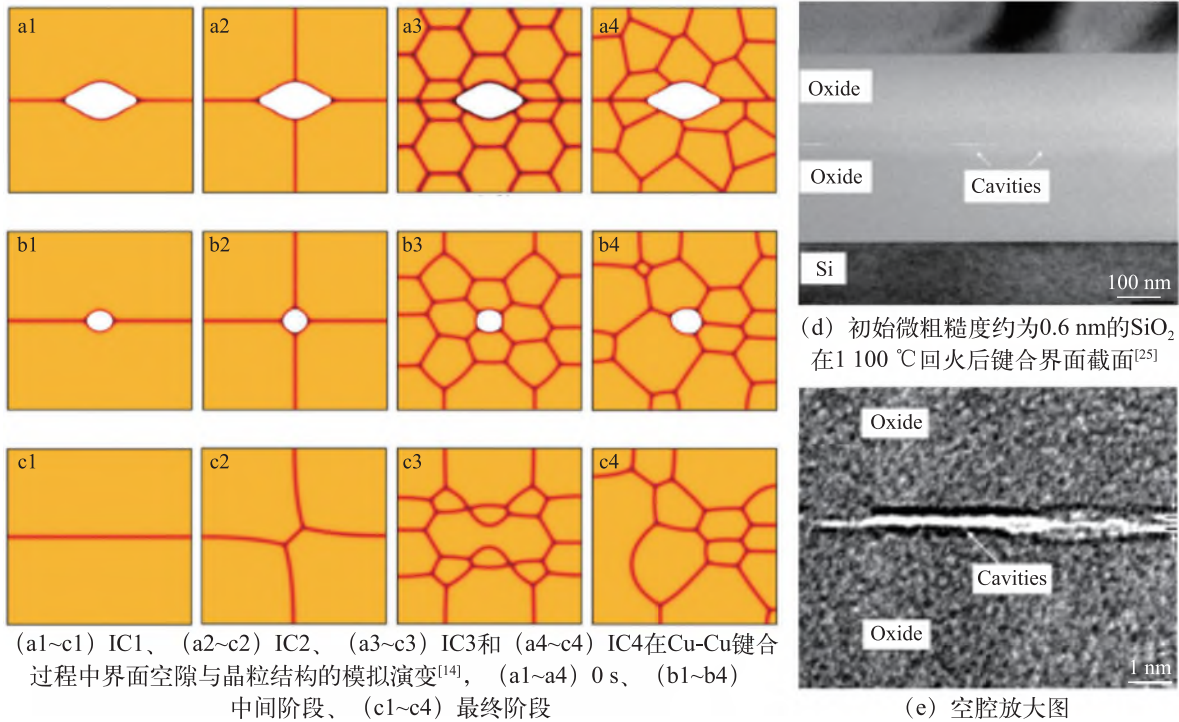 a1
a2
a3
a4
b1
b2
b3
b4
c1
c2
c3
c4
(a1~c1)IC1、(a2~c2)IC2、(a3~c3)IC3和(a4~c4)IC4在Cu-Cu键合
过程中界面空隙与晶粒结构的模拟演变[14],(a1~a4)0 s、(b1~b4)
中间阶段、(c1~c4)最终阶段
Oxide
Oxide
Cavities
Si
100 nm
(d)初始微粗糙度约为0.6 nm的SiO2
在1 100 ℃回火后键合界面截面[25]
Oxide
Cavities
Oxide
1 nm
(e)空腔放大图